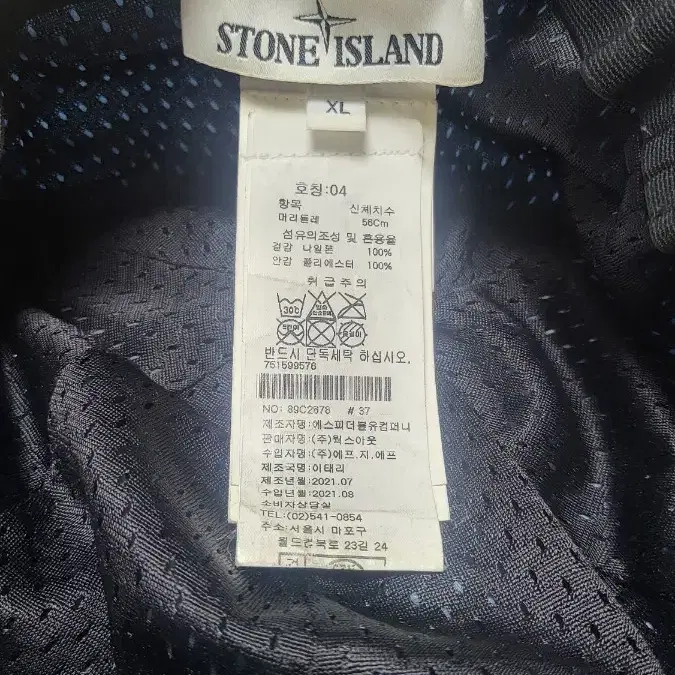 STONE ISLAND
XL
호칭:04
항목 신체치수
머리둘레 56Cm
섬유의조성 및 혼용율
겉감 나일론 100%
안감 폴리에스터 100%
취급주의
30℃
반드시 단독세탁 하십시오.
751599576
NO: 89C2878 # 37
제조자명:에스피더블유컴퍼니
판매자명:(주)웍스아웃
수입자명:(주)에프.지.에프
제조국명:이태리
제조년월:2021.07
수입년월:2021.08
소비자상담실
TEL:(02)541-0854
주소:서울시 마포구
월드컵북로 23길 24